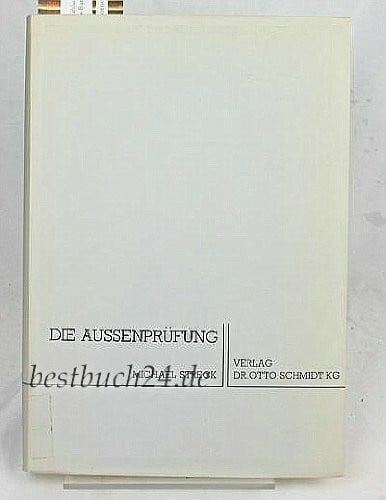 DIE AUSSENPRÜFUNG
MICHAEL STRECK
VERLAG
DR. OTTO SCHMIDT KG
bestbuch24.de